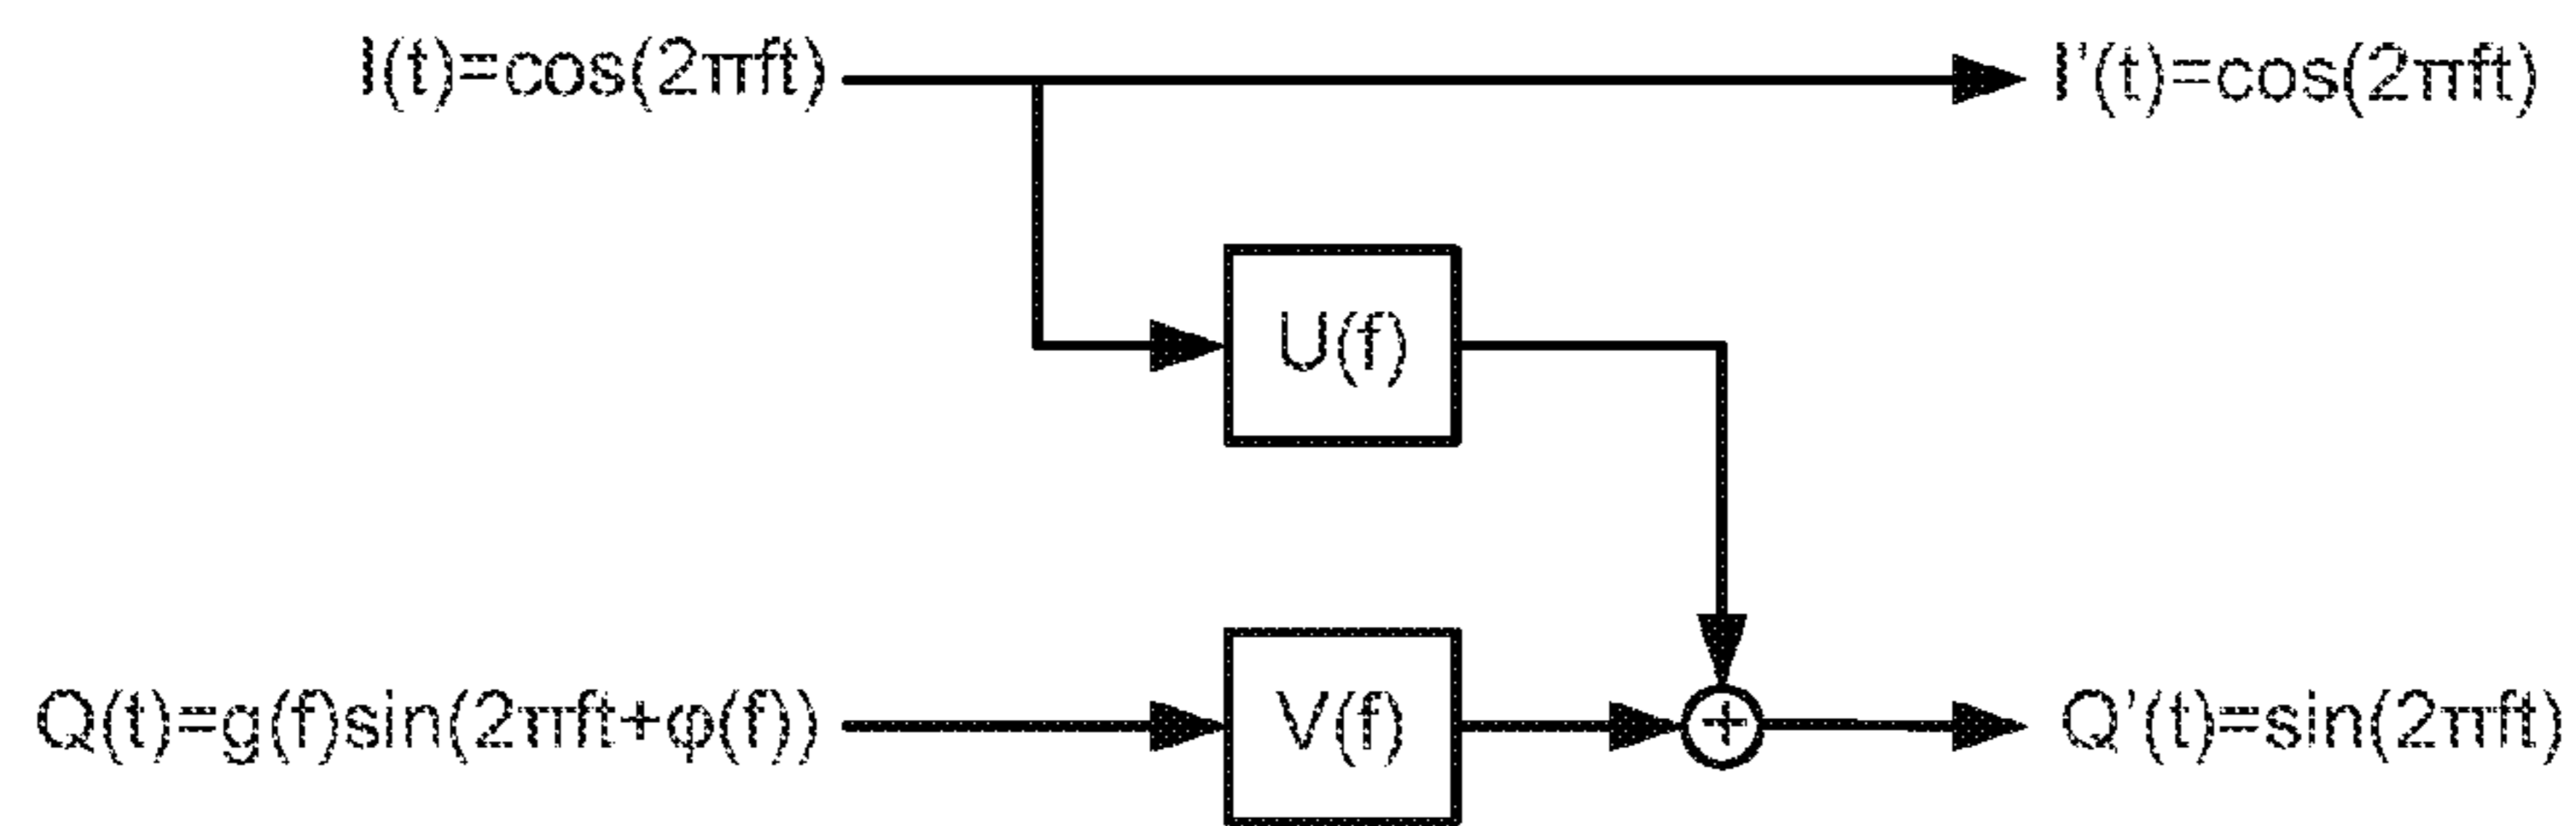 I(t)=cos(2πft)
I'(t)=cos(2πft)
U(f)
Q(t)=g(f)sin(2πft+φ(f))
V(f)
+
Q'(t)=sin(2πft)